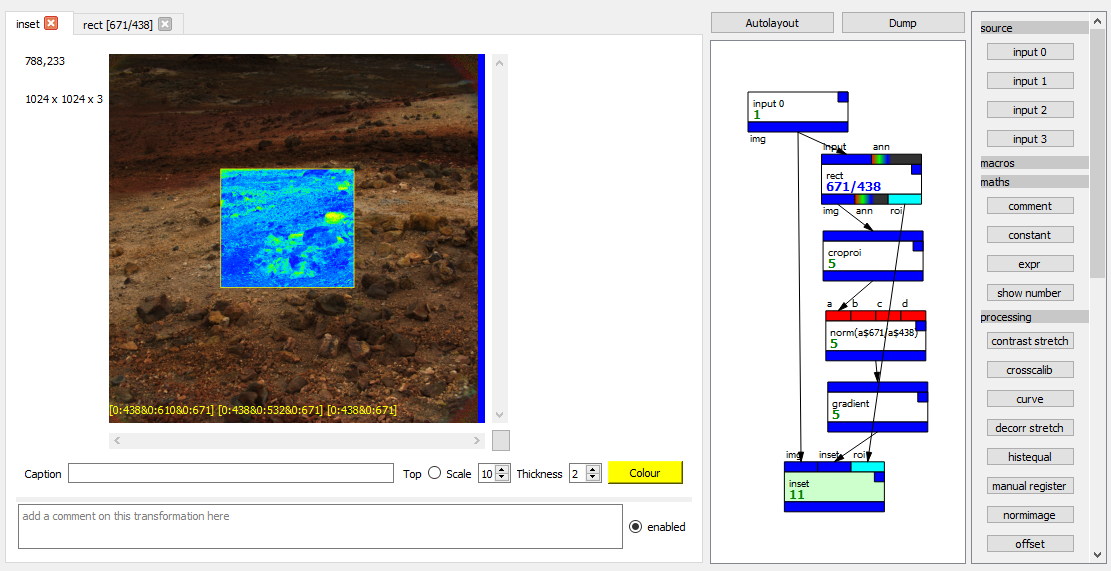 inset
rect [671/438]
788,233
1024 x 1024 x 3
[0:438&0:610&0:671] [0:438&0:532&0:671] [0:438&0:671]
Caption
Top
Scale
10
Thickness
2
Colour
add a comment on this transformation here
enabled
Autolayout
Dump
input 0
1
img
input
ann
rect
671/438
img
ann
roi
croproi
5
a
b
c
d
norm(a$671/a$438)
5
gradient
5
img
inset
roi
inset
11
source
input 0
input 1
input 2
input 3
macros
maths
comment
constant
expr
show number
processing
contrast stretch
crosscalib
curve
decorr stretch
histequal
manual register
normimage
offset